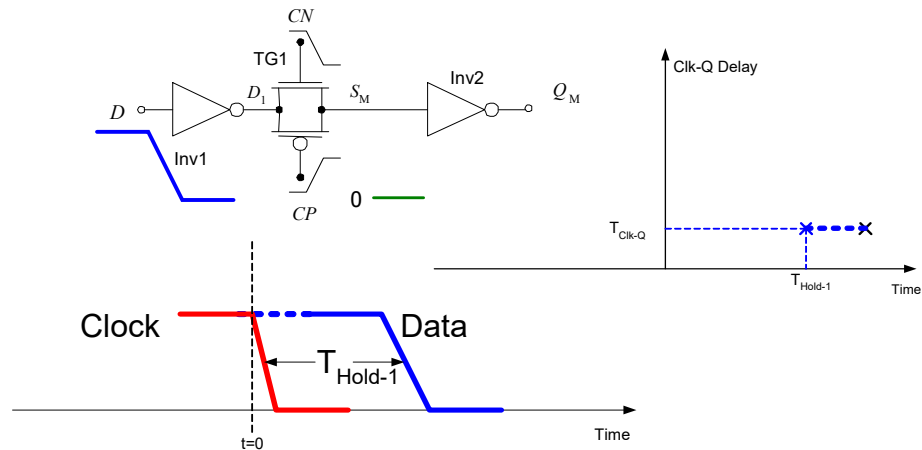 CN
TG1
Clk-Q Delay
D
D1
SM
Inv2
QM
Inv1
CP
0
TClk-Q
THold-1
Time
Clock
Data
THold-1
Time
t=0